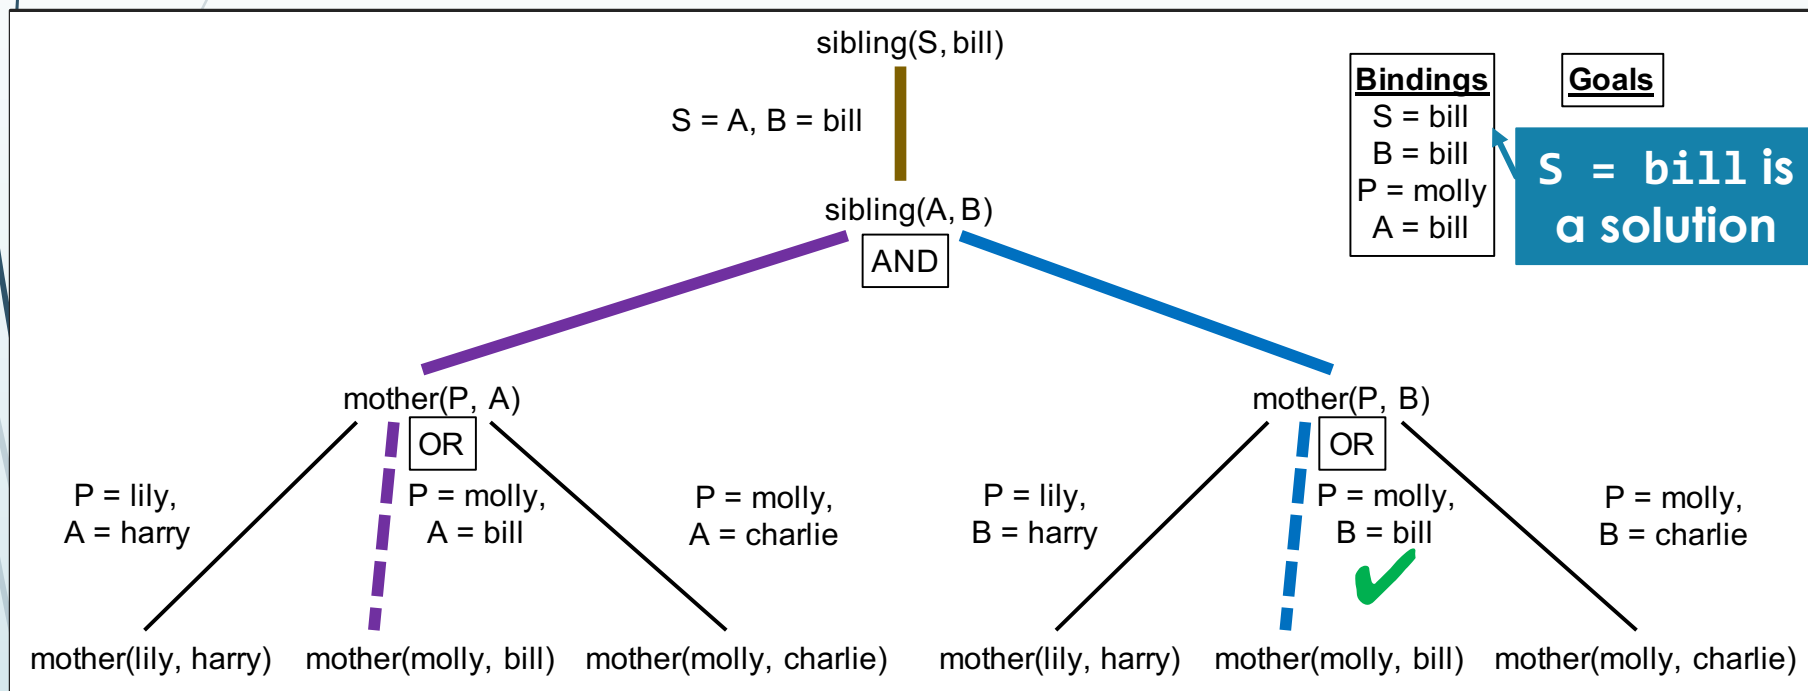 sibling(S, bill)
S = A, B = bill
sibling(A, B)
AND
Bindings
S = bill
B = bill
P = molly
A = bill
Goals
S = bill is
a solution
mother(P, A)
OR
P = lily,
A = harry
P = molly,
A = bill
P = molly,
A = charlie
mother(P, B)
OR
P = lily,
B = harry
P = molly,
B = bill
P = molly,
B = charlie
mother(lily, harry)
mother(molly, bill)
mother(molly, charlie)
mother(lily, harry)
mother(molly, bill)
mother(molly, charlie)